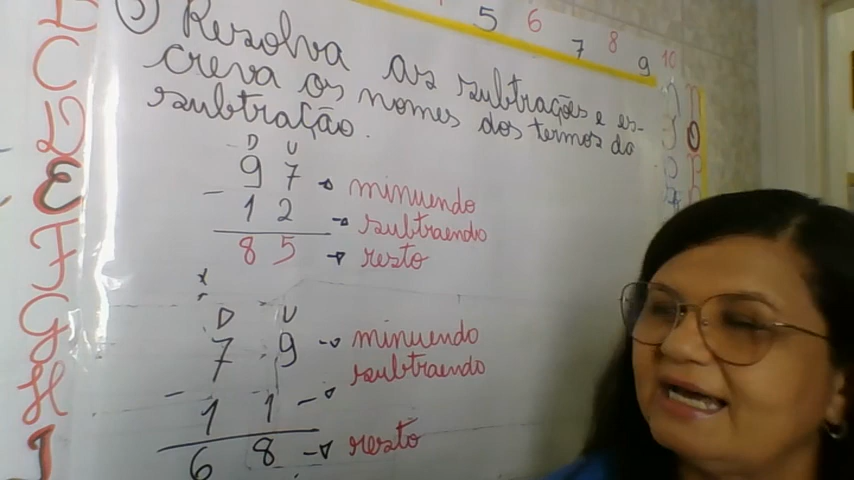 5 6 7 8 9 10
Resolva as subtrações e es-
creva os nomes dos termos da
subtração.
D U
9 7 → minuendo
- 1 2 → subtraendo
8 5 → resto
D U
7 9 → minuendo
subtraendo
- 1 1 →
6 8 → resto
C
D
E
F
G
H
I